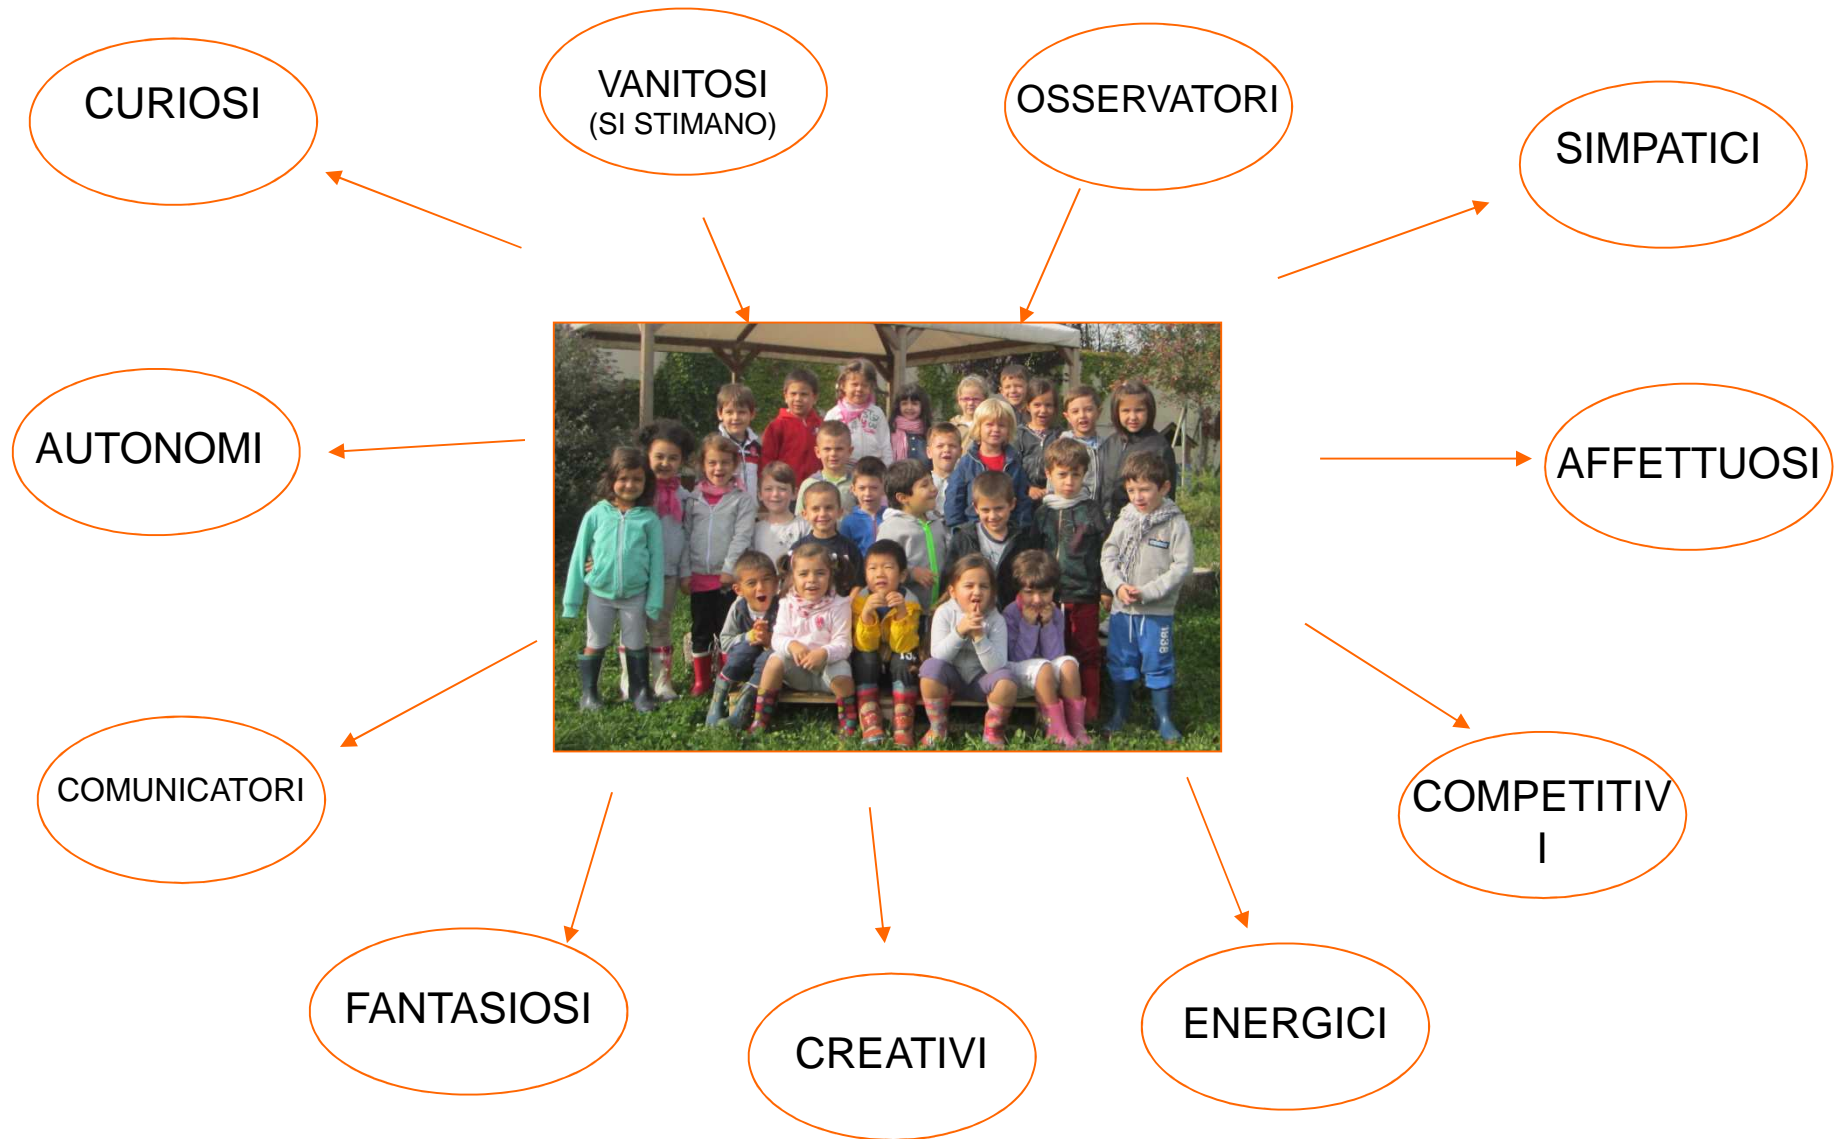 CURIOSI
VANITOSI
(SI STIMANO)
OSSERVATORI
SIMPATICI
AUTONOMI
AFFETTUOSI
COMUNICATORI
COMPETITIV
I
FANTASIOSI
CREATIVI
ENERGICI